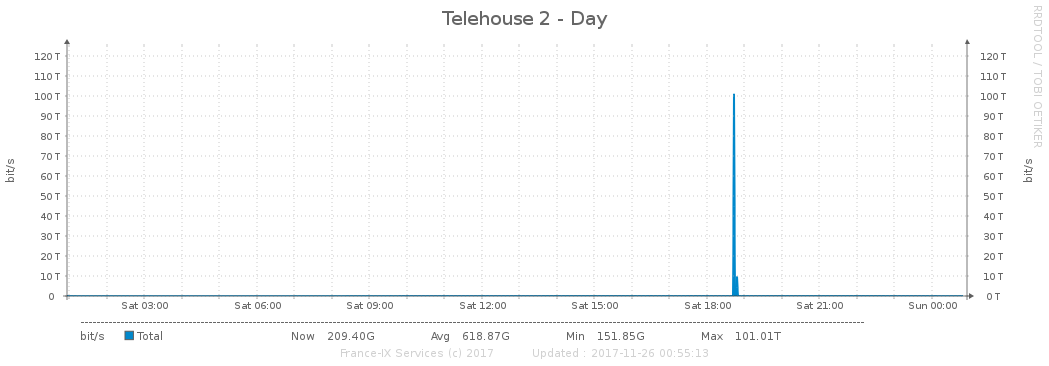 Telehouse 2 - Day
RRDTOOL / TOBI OETIKER
bit/s
120 T 120 T
110 T 110 T
100 T 100 T
90 T 90 T
80 T 80 T
70 T 70 T
60 T 60 T
50 T 50 T
40 T 40 T
30 T 30 T
20 T 20 T
10 T 10 T
0 0 T
bit/s
Sat 03:00 Sat 06:00 Sat 09:00 Sat 12:00 Sat 15:00 Sat 18:00 Sat 21:00 Sun 00:00
bit/s Total Now 209.40G Avg 618.87G Min 151.85G Max 101.01T
France-IX Services (c) 2017 Updated : 2017-11-26 00:55:13